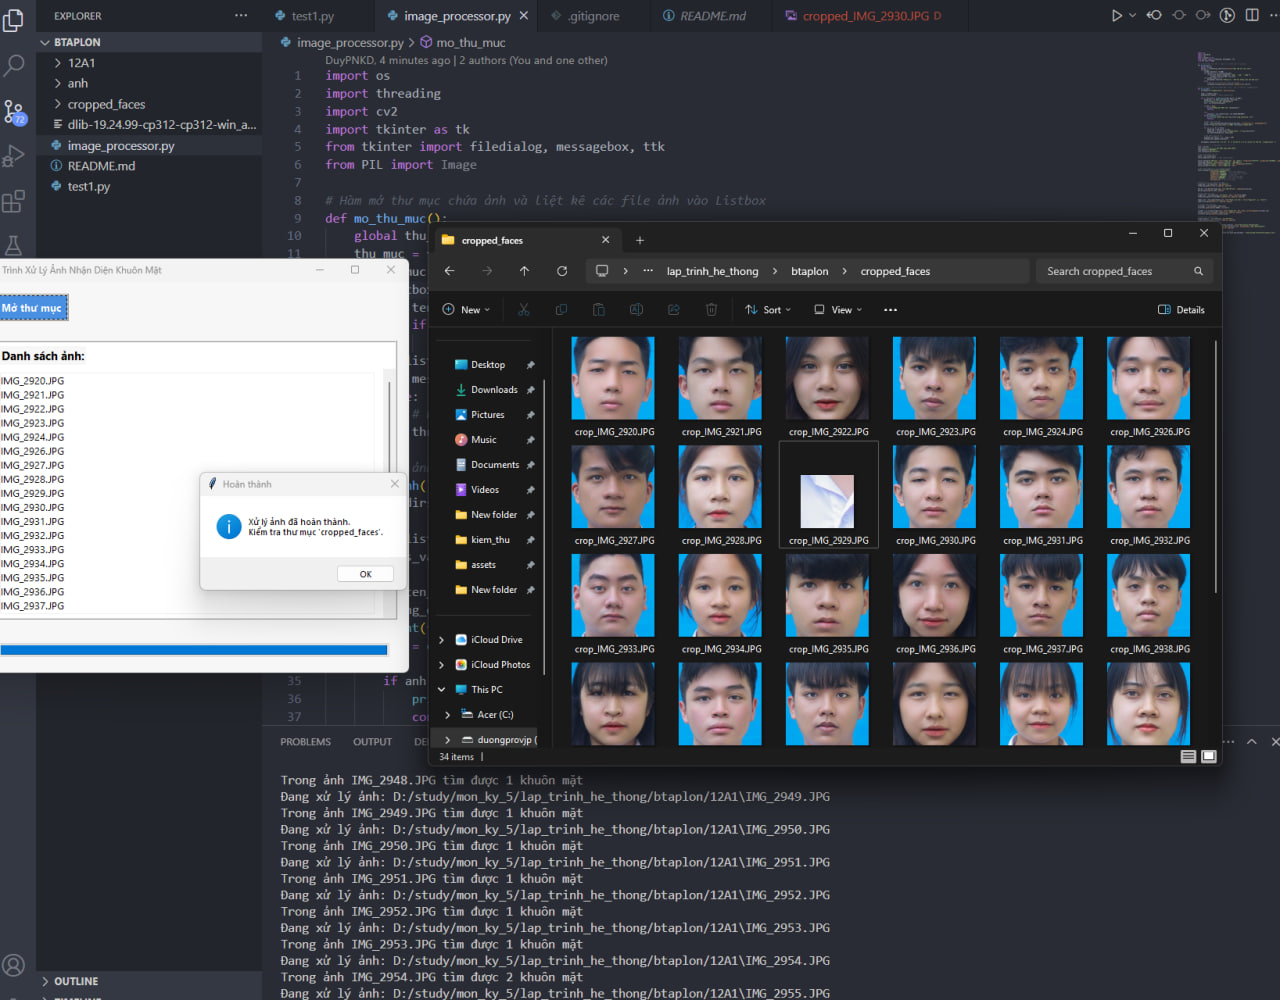 EXPLORER
test1.py
image_processor.py
.gitignore
README.md
cropped_IMG_2930.JPG D
BTAPLON
12A1
anh
cropped_faces
dlib-19.24.99-cp312-cp312-win_a...
image_processor.py
README.md
test1.py
72
image_processor.py > mo_thu_muc
DuyPNKD, 4 minutes ago | 2 authors (You and one other)
1 import os
2 import threading
3 import cv2
4 import tkinter as tk
5 from tkinter import filedialog, messagebox, ttk
6 from PIL import Image
7
8 # Hàm mở thư mục chứa ảnh và liệt kê các file ảnh vào Listbox
9 def mo_thu_muc():
10 global thu_
11 thu_muc =
35 if anh
36 pr
37 co
Trình Xử Lý Ảnh Nhận Diện Khuôn Mặt
Mở thư mục
Danh sách ảnh:
IMG_2920.JPG
IMG_2921.JPG
IMG_2922.JPG
IMG_2923.JPG
IMG_2924.JPG
IMG_2926.JPG
IMG_2927.JPG
IMG_2928.JPG
IMG_2929.JPG
IMG_2930.JPG
IMG_2931.JPG
IMG_2932.JPG
IMG_2933.JPG
IMG_2934.JPG
IMG_2935.JPG
IMG_2936.JPG
IMG_2937.JPG
Hoàn thành
Xử lý ảnh đã hoàn thành.
Kiểm tra thư mục 'cropped_faces'.
OK
cropped_faces
lap_trinh_he_thong > btaplon > cropped_faces
Search cropped_faces
New
Sort
View
Details
Desktop
Downloads
Pictures
Music
Documents
Videos
New folder
kiem_thu
assets
New folder
iCloud Drive
iCloud Photos
This PC
Acer (C:)
duongprovjp (
crop_IMG_2920.JPG
crop_IMG_2921.JPG
crop_IMG_2922.JPG
crop_IMG_2923.JPG
crop_IMG_2924.JPG
crop_IMG_2926.JPG
crop_IMG_2927.JPG
crop_IMG_2928.JPG
crop_IMG_2929.JPG
crop_IMG_2930.JPG
crop_IMG_2931.JPG
crop_IMG_2932.JPG
crop_IMG_2933.JPG
crop_IMG_2934.JPG
crop_IMG_2935.JPG
crop_IMG_2936.JPG
crop_IMG_2937.JPG
crop_IMG_2938.JPG
34 items
PROBLEMS
OUTPUT
Trong ảnh IMG_2948.JPG tìm được 1 khuôn mặt
Đang xử lý ảnh: D:/study/mon_ky_5/lap_trinh_he_thong/btaplon/12A1\IMG_2949.JPG
Trong ảnh IMG_2949.JPG tìm được 1 khuôn mặt
Đang xử lý ảnh: D:/study/mon_ky_5/lap_trinh_he_thong/btaplon/12A1\IMG_2950.JPG
Trong ảnh IMG_2950.JPG tìm được 1 khuôn mặt
Đang xử lý ảnh: D:/study/mon_ky_5/lap_trinh_he_thong/btaplon/12A1\IMG_2951.JPG
Trong ảnh IMG_2951.JPG tìm được 1 khuôn mặt
Đang xử lý ảnh: D:/study/mon_ky_5/lap_trinh_he_thong/btaplon/12A1\IMG_2952.JPG
Trong ảnh IMG_2952.JPG tìm được 1 khuôn mặt
Đang xử lý ảnh: D:/study/mon_ky_5/lap_trinh_he_thong/btaplon/12A1\IMG_2953.JPG
Trong ảnh IMG_2953.JPG tìm được 1 khuôn mặt
Đang xử lý ảnh: D:/study/mon_ky_5/lap_trinh_he_thong/btaplon/12A1\IMG_2954.JPG
Trong ảnh IMG_2954.JPG tìm được 2 khuôn mặt
Đang xử lý ảnh: D:/study/mon_ky_5/lap_trinh_he_thong/btaplon/12A1\IMG_2955.JPG
OUTLINE